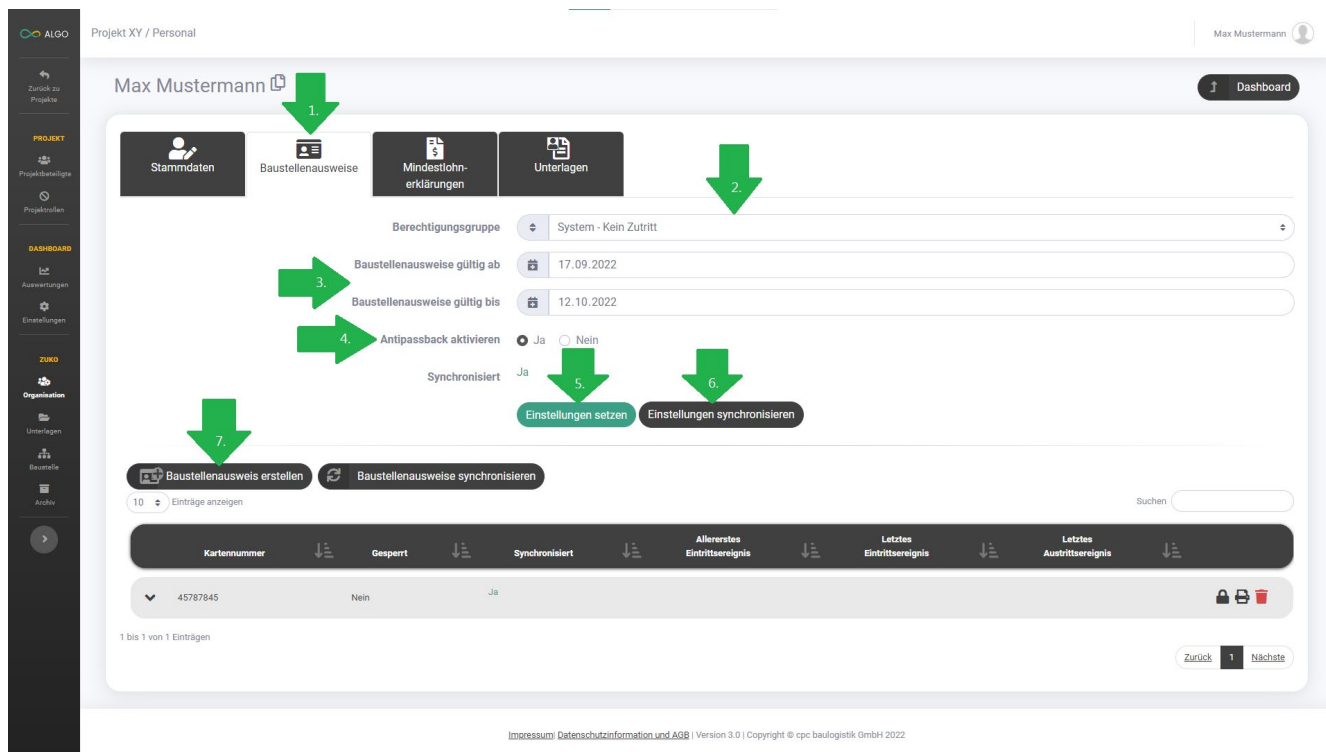 ALGO
Projekt XY / Personal
Max Mustermann
Zurück zu
Projekte
PROJEKT
Projektbeteiligte
Projektrollen
DASHBOARD
Auswertungen
Einstellungen
ZUKO
Organisation
Unterlagen
Baustelle
Archiv
Max Mustermann
1.
Dashboard
Stammdaten
Baustellenausweise
Mindestlohn-
erklärungen
Unterlagen
2.
Berechtigungsgruppe
System - Kein Zutritt
3.
Baustellenausweise gültig ab
17.09.2022
Baustellenausweise gültig bis
12.10.2022
4.
Antipassback aktivieren
Ja
Nein
Synchronisiert
Ja
5.
6.
Einstellungen setzen
Einstellungen synchronisieren
7.
Baustellenausweis erstellen
Baustellenausweise synchronisieren
10 Einträge anzeigen
Suchen
Kartennummer
Gesperrt
Synchronisiert
Allererstes
Eintrittsereignis
Letztes
Eintrittsereignis
Letztes
Austrittsereignis
45787845
Nein
Ja
1 bis 1 von 1 Einträgen
Zurück 1 Nächste
Impressum| Datenschutzinformation und AGB | Version 3.0 | Copyright © cpc baulogistik GmbH 2022